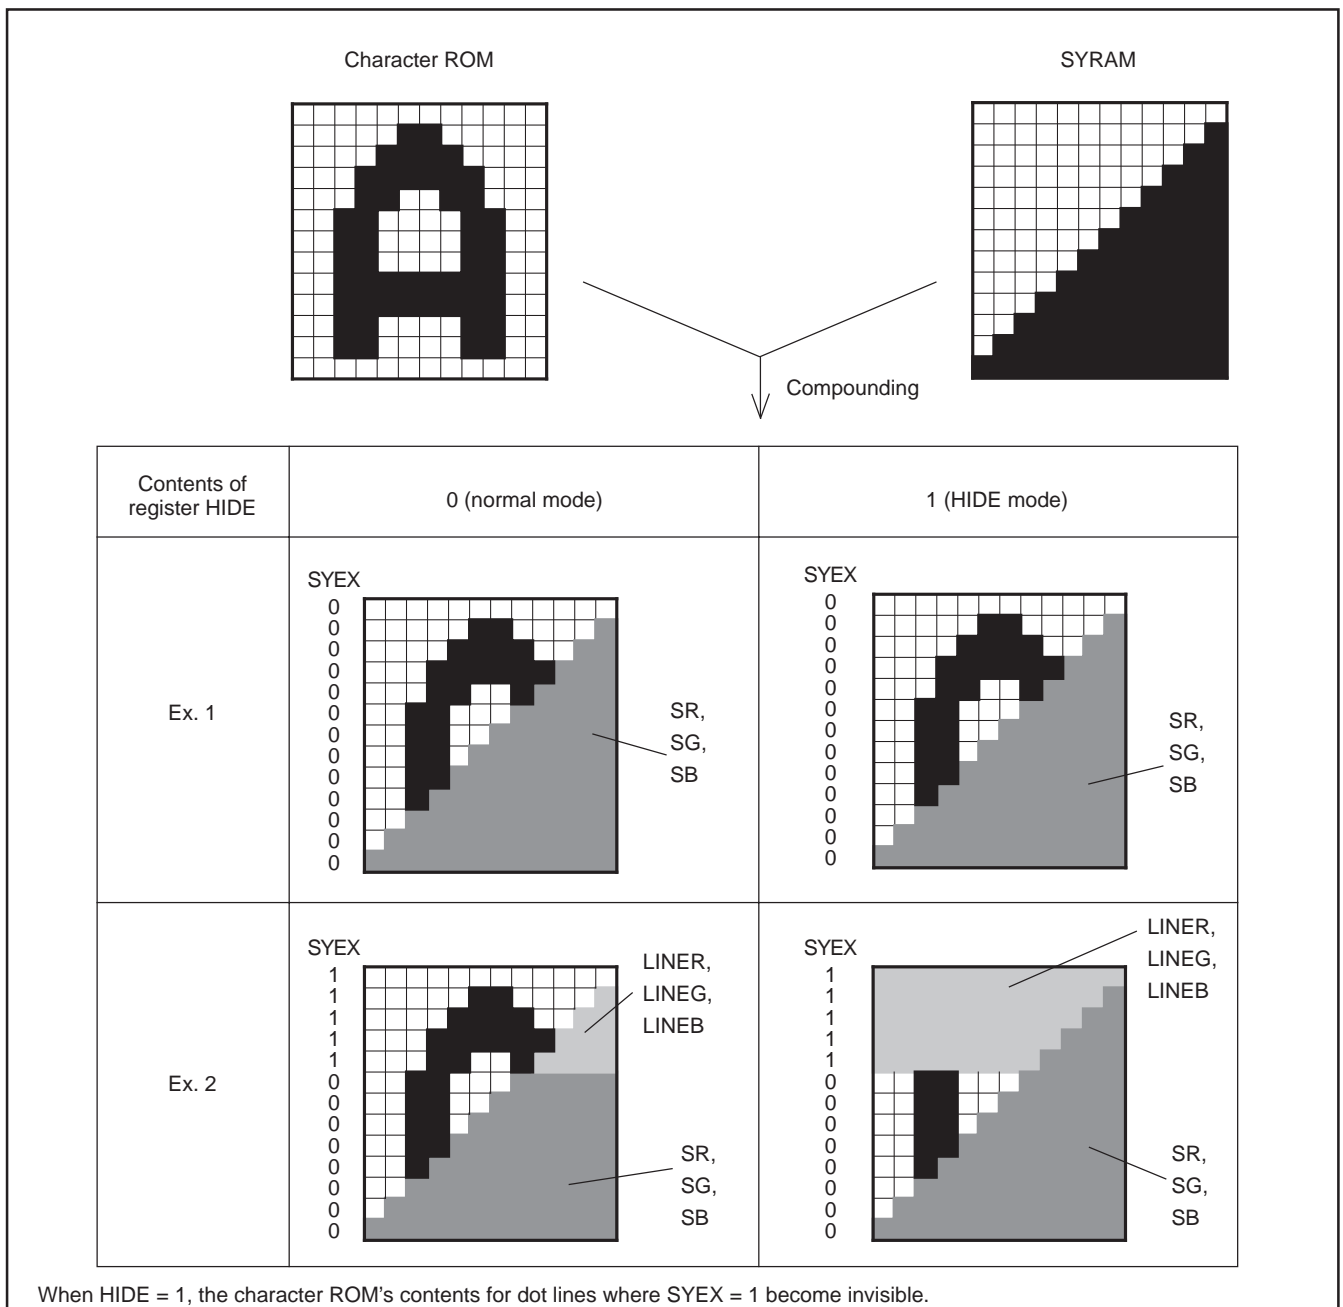 Character ROM
SYRAM
Compounding
Contents of
register HIDE
0 (normal mode)
1 (HIDE mode)
Ex. 1
SYEX
0
0
0
0
0
0
0
0
0
0
0
0
0
SR,
SG,
SB
SYEX
0
0
0
0
0
0
0
0
0
0
0
0
0
SR,
SG,
SB
Ex. 2
SYEX
1
1
1
1
1
0
0
0
0
0
0
0
0
LINER,
LINEG,
LINEB
SR,
SG,
SB
SYEX
1
1
1
1
1
0
0
0
0
0
0
0
0
LINER,
LINEG,
LINEB
SR,
SG,
SB
When HIDE = 1, the character ROM's contents for dot lines where SYEX = 1 become invisible.